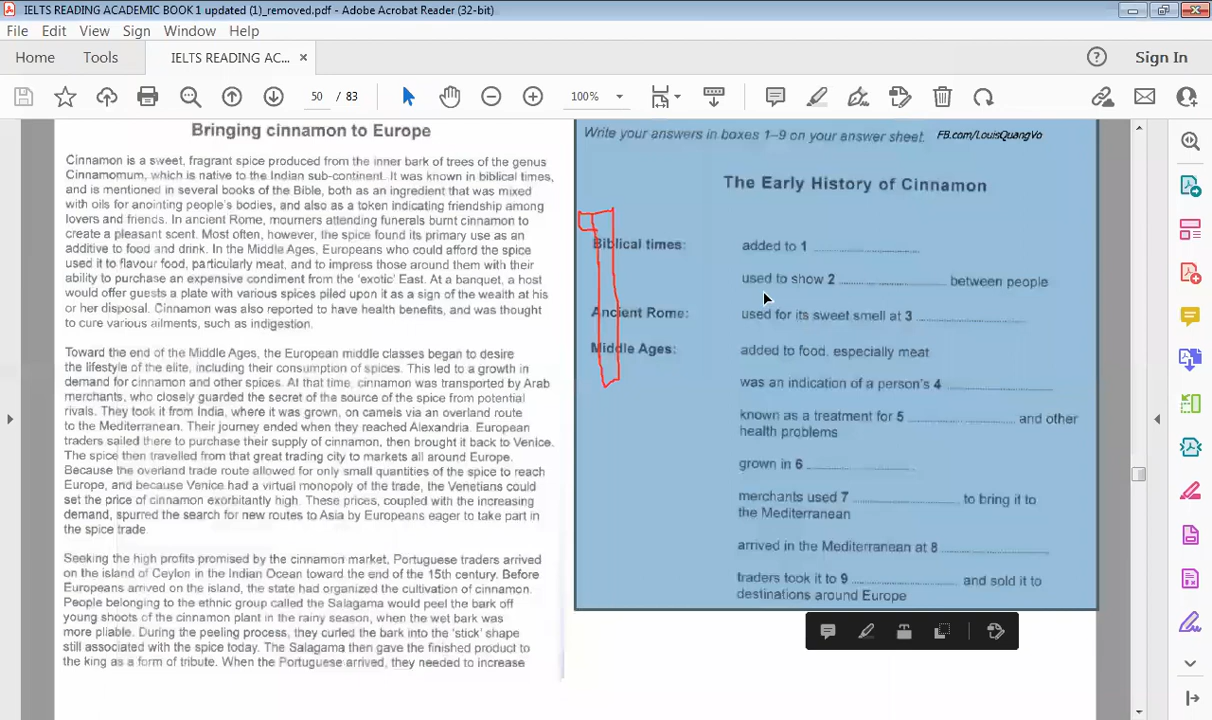 IELTS READING ACADEMIC BOOK 1 updated (1)_removed.pdf - Adobe Acrobat Reader (32-bit)
File Edit View Sign Window Help
Home Tools IELTS READING AC... × Sign In
50 / 83 100%
Bringing cinnamon to Europe
Cinnamon is a sweet, fragrant spice produced from the inner bark of trees of the genus
Cinnamomum, which is native to the Indian sub-continent. It was known in biblical times,
and is mentioned in several books of the Bible, both as an ingredient that was mixed
with oils for anointing people's bodies, and also as a token indicating friendship among
lovers and friends. In ancient Rome, mourners attending funerals burnt cinnamon to
create a pleasant scent. Most often, however, the spice found its primary use as an
additive to food and drink. In the Middle Ages, Europeans who could afford the spice
used it to flavour food, particularly meat, and to impress those around them with their
ability to purchase an expensive condiment from the 'exotic' East. At a banquet, a host
would offer guests a plate with various spices piled upon it as a sign of the wealth at his
or her disposal. Cinnamon was also reported to have health benefits, and was thought
to cure various ailments, such as indigestion.
Toward the end of the Middle Ages, the European middle classes began to desire
the lifestyle of the elite, including their consumption of spices. This led to a growth in
demand for cinnamon and other spices. At that time, cinnamon was transported by Arab
merchants, who closely guarded the secret of the source of the spice from potential
rivals. They took it from India, where it was grown, on camels via an overland route
to the Mediterranean. Their journey ended when they reached Alexandria. European
traders sailed there to purchase their supply of cinnamon, then brought it back to Venice.
The spice then travelled from that great trading city to markets all around Europe.
Because the overland trade route allowed for only small quantities of the spice to reach
Europe, and because Venice had a virtual monopoly of the trade, the Venetians could
set the price of cinnamon exorbitantly high. These prices, coupled with the increasing
demand, spurred the search for new routes to Asia by Europeans eager to take part in
the spice trade.
Seeking the high profits promised by the cinnamon market, Portuguese traders arrived
on the island of Ceylon in the Indian Ocean toward the end of the 15th century. Before
Europeans arrived on the island, the state had organized the cultivation of cinnamon.
People belonging to the ethnic group called the Salagama would peel the bark off
young shoots of the cinnamon plant in the rainy season, when the wet bark was
more pliable. During the peeling process, they curled the bark into the 'stick' shape
still associated with the spice today. The Salagama then gave the finished product to
the king as a form of tribute. When the Portuguese arrived, they needed to increase
Write your answers in boxes 1–9 on your answer sheet. FB.com/LouisQuangVo
The Early History of Cinnamon
Biblical times: added to 1 ....................
used to show 2 .................... between people
Ancient Rome: used for its sweet smell at 3 ....................
Middle Ages: added to food, especially meat
was an indication of a person's 4 ....................
known as a treatment for 5 .................... and other
health problems
grown in 6 ....................
merchants used 7 .................... to bring it to
the Mediterranean
arrived in the Mediterranean at 8 ....................
traders took it to 9 .................... and sold it to
destinations around Europe